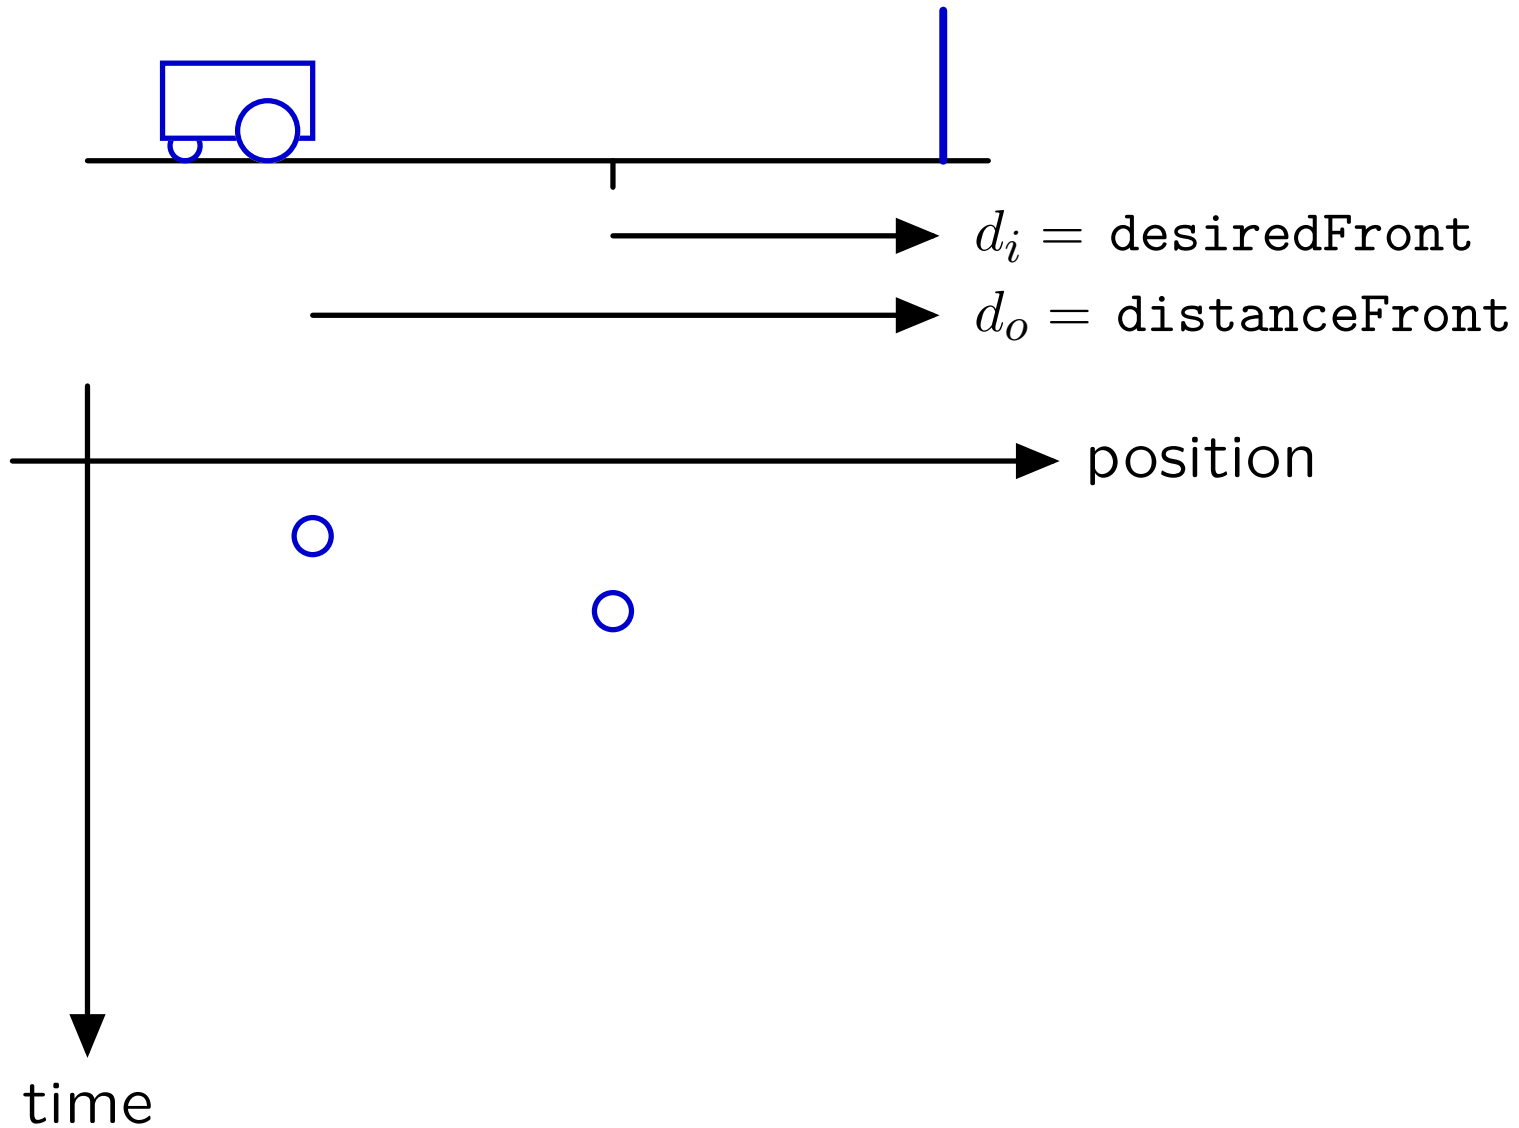 d_i = desiredFront
d_o = distanceFront
position
time